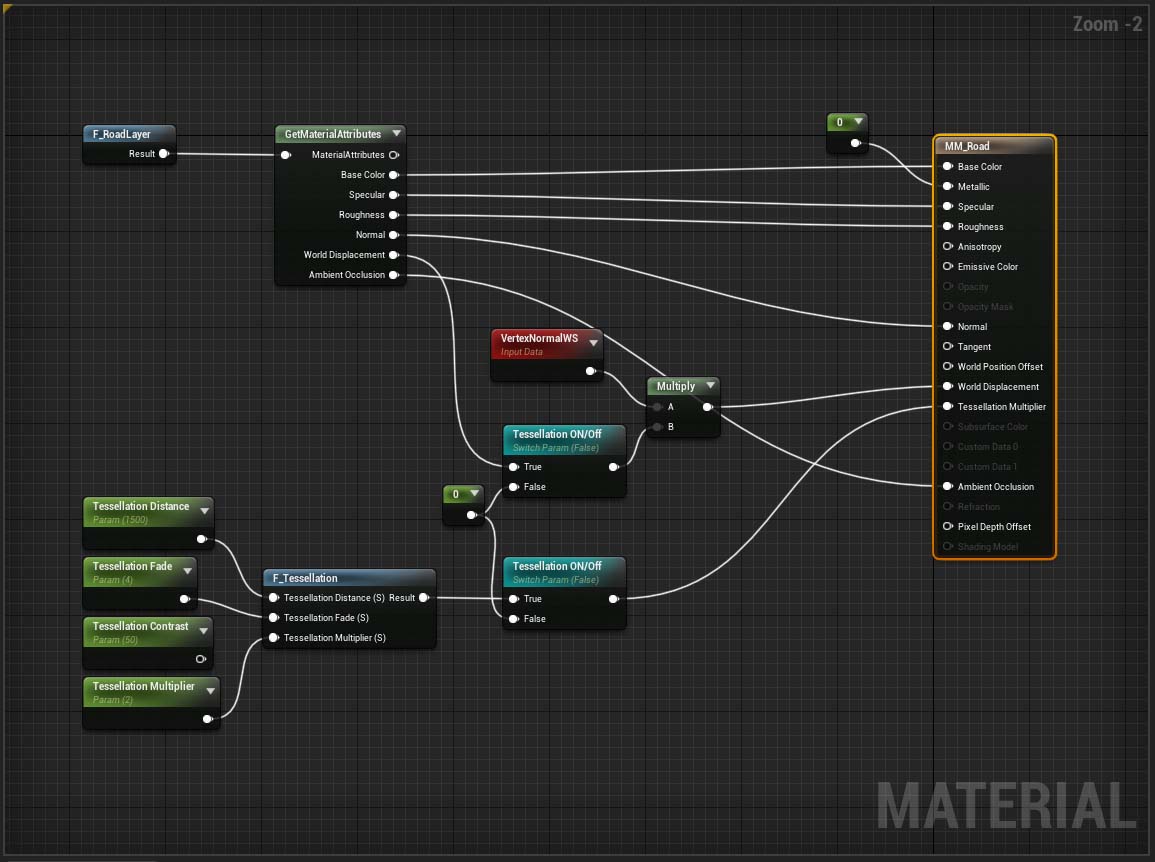 Zoom -2
F_RoadLayer
Result
GetMaterialAttributes
MaterialAttributes
Base Color
Specular
Roughness
Normal
World Displacement
Ambient Occlusion
0
MM_Road
Base Color
Metallic
Specular
Roughness
Anisotropy
Emissive Color
Opacity
Opacity Mask
Normal
Tangent
World Position Offset
World Displacement
Tessellation Multiplier
Subsurface Color
Custom Data 0
Custom Data 1
Ambient Occlusion
Refraction
Pixel Depth Offset
Shading Model
VertexNormalWS
Input Data
Multiply
A
B
Tessellation ON/Off
Switch Param (False)
True
False
0
Tessellation Distance
Param (1500)
Tessellation Fade
Param (4)
Tessellation Contrast
Param (50)
Tessellation Multiplier
Param (2)
F_Tessellation
Tessellation Distance (S) Result
Tessellation Fade (S)
Tessellation Multiplier (S)
Tessellation ON/Off
Switch Param (False)
True
False
MATERIAL